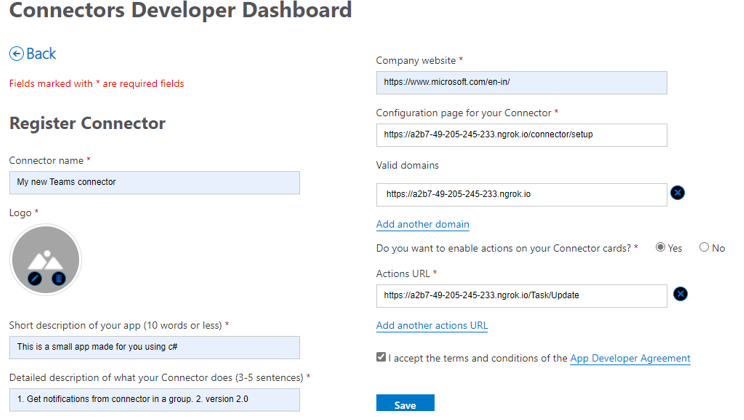 Connectors Developer Dashboard
Back
Fields marked with * are required fields
Register Connector
Connector name *
My new Teams connector
Logo *
Short description of your app (10 words or less) *
This is a small app made for you using c#
Detailed description of what your Connector does (3-5 sentences) *
1. Get notifications from connector in a group. 2. version 2.0
Company website *
https://www.microsoft.com/en-in/
Configuration page for your Connector *
https://a2b7-49-205-245-233.ngrok.io/connector/setup
Valid domains
https://a2b7-49-205-245-233.ngrok.io
Add another domain
Do you want to enable actions on your Connector cards? * Yes No
Actions URL *
https://a2b7-49-205-245-233.ngrok.io/Task/Update
Add another actions URL
I accept the terms and conditions of the App Developer Agreement
Save